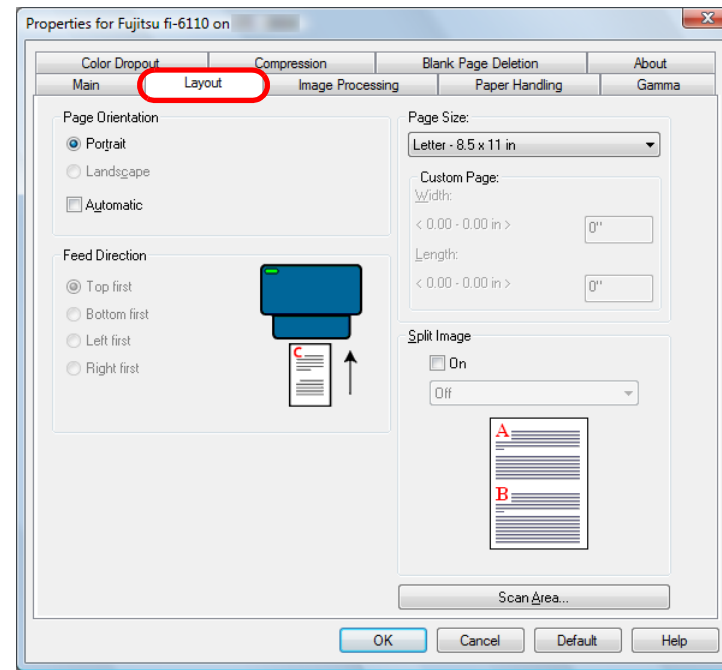 Properties for Fujitsu fi-6110 on
Color Dropout Compression Blank Page Deletion About
Main Layout Image Processing Paper Handling Gamma
Page Orientation
Portrait
Landscape
Automatic
Feed Direction
Top first
Bottom first
Left first
Right first
C
Page Size:
Letter - 8.5 x 11 in
Custom Page:
Width:
< 0.00 - 0.00 in > 0"
Length:
< 0.00 - 0.00 in > 0"
Split Image
On
Off
A
B
Scan Area...
OK Cancel Default Help